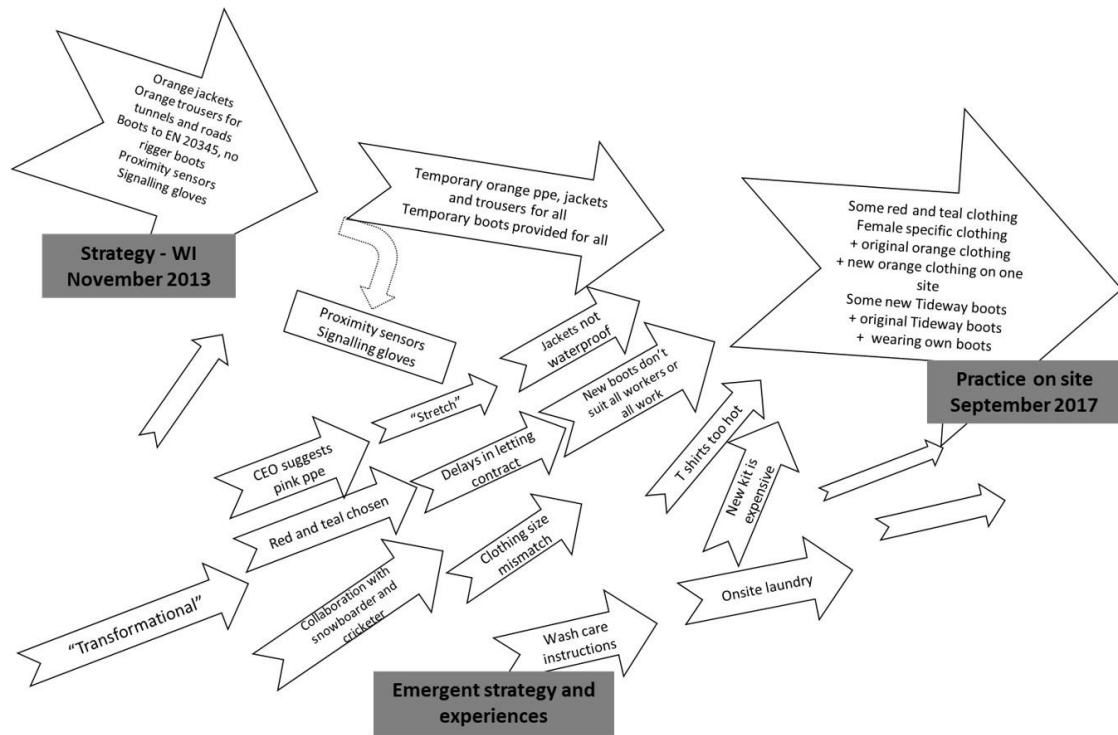 Orange jackets
Orange trousers for
tunnels and roads
Boots to EN 20345, no
rigger boots
Proximity sensors
Signalling gloves
Strategy - WI
November 2013
Temporary orange ppe, jackets
and trousers for all
Temporary boots provided for all
Some red and teal clothing
Female specific clothing
+ original orange clothing
+ new orange clothing on one
site
Some new Tideway boots
+ original Tideway boots
+ wearing own boots
Practice on site
September 2017
Proximity sensors
Signalling gloves
Jackets not
waterproof
"Stretch"
New boots don't
suit all workers or
all work
CEO suggests
pink ppe
Delays in letting
contract
T shirts too hot
Red and teal chosen
New kit is
expensive
Clothing size
mismatch
Collaboration with
snowboarder and
cricketer
"Transformational"
Onsite laundry
Wash care
instructions
Emergent strategy and
experiences